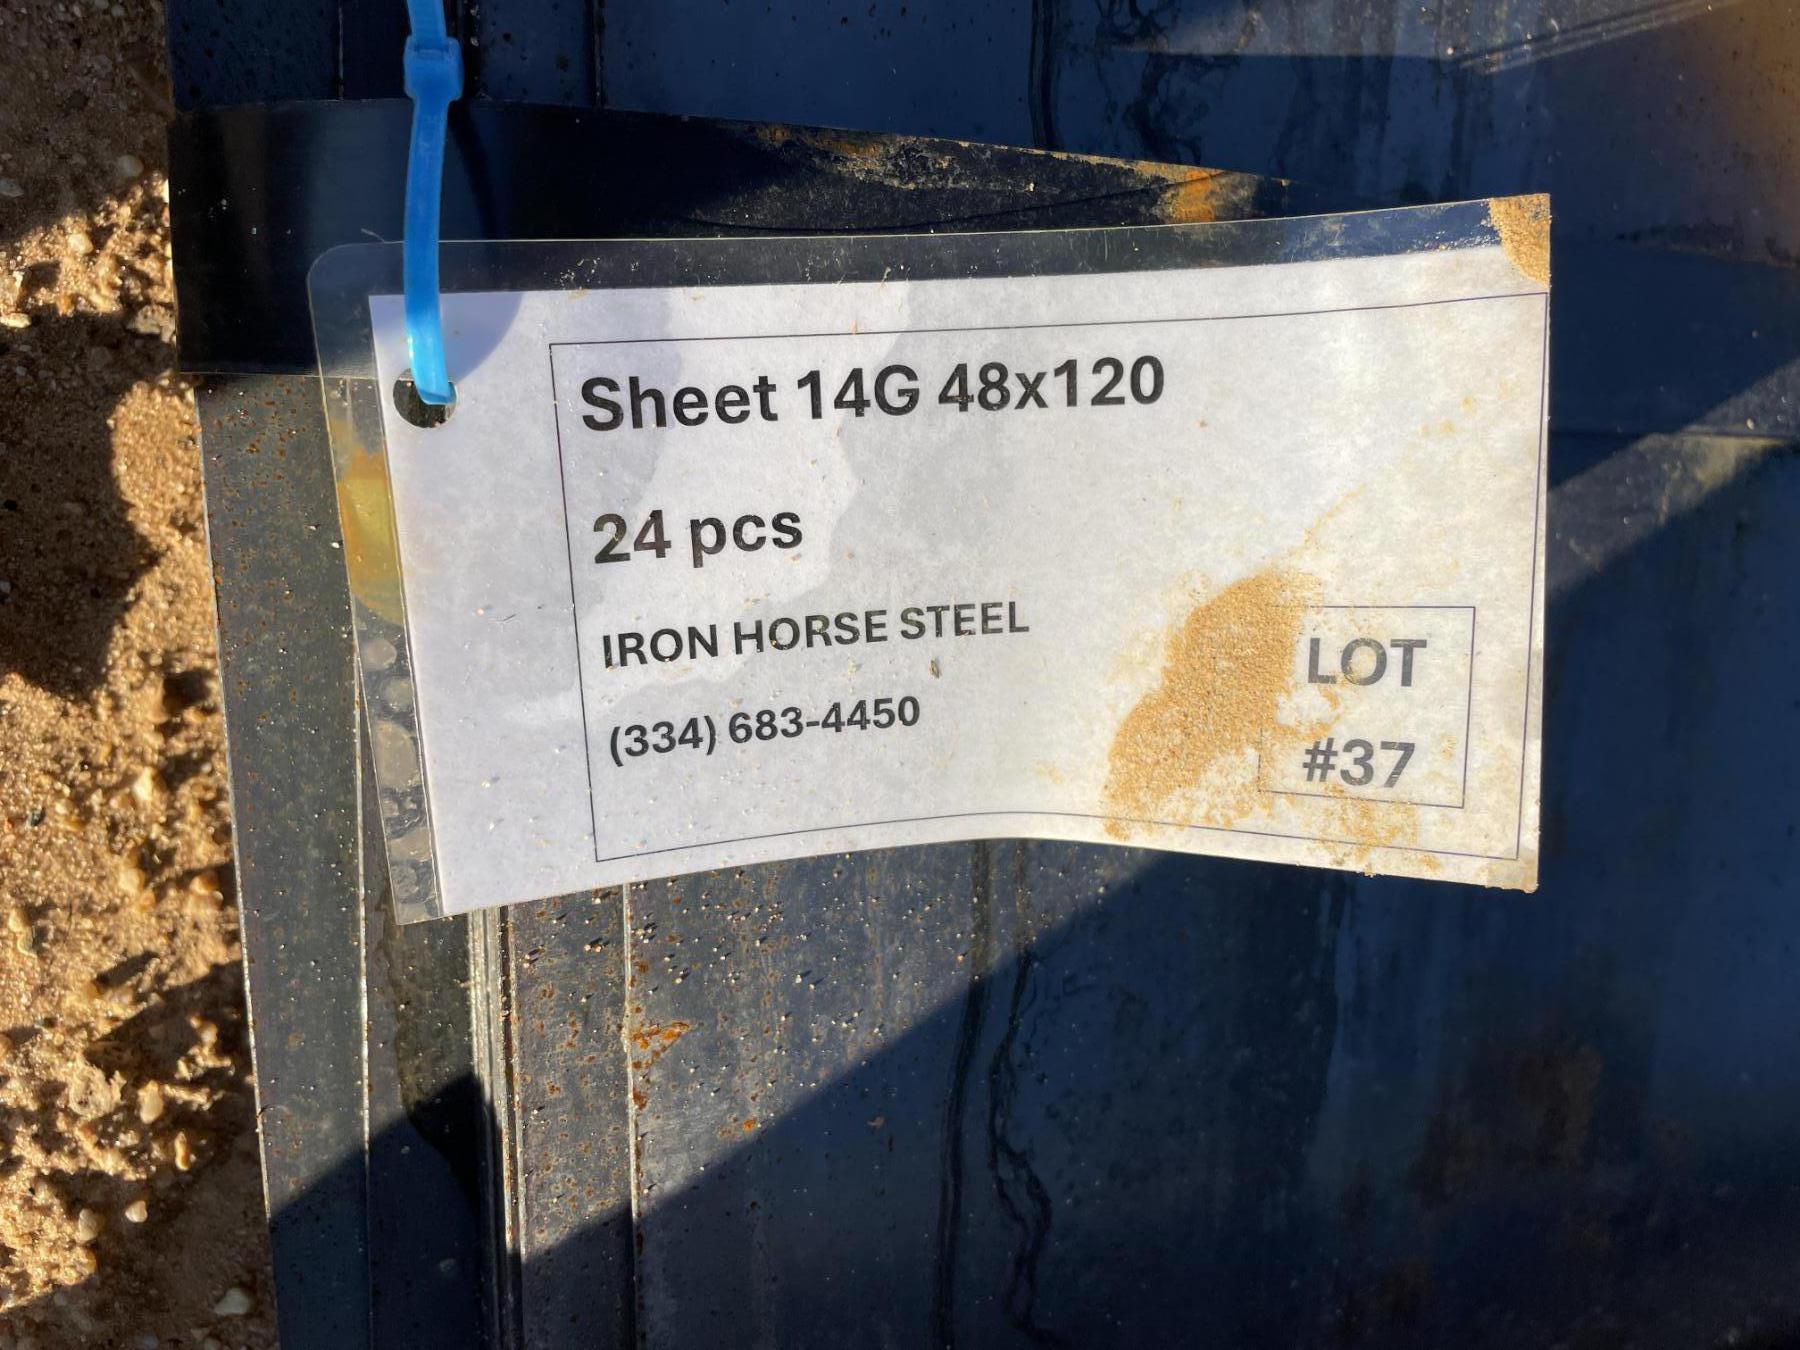 Sheet 14G 48x120
24 pcs
IRON HORSE STEEL
(334) 683-4450
LOT
#37